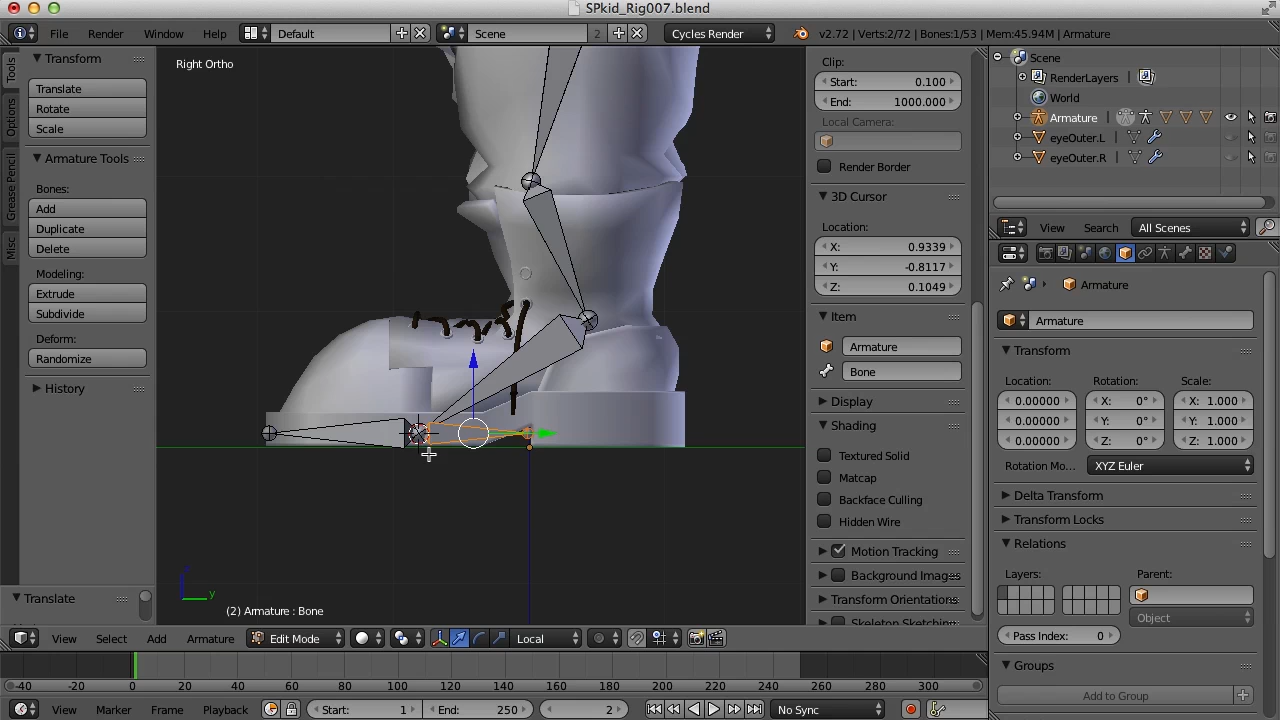 SPkid_Rig007.blend
File Render Window Help Default Scene 2 Cycles Render v2.72 | Verts:2/72 | Bones:1/53 | Mem:45.94M | Armature
Tools
Options
Grease Pencil
Misc
Transform
Translate
Rotate
Scale
Armature Tools
Bones:
Add
Duplicate
Delete
Modeling:
Extrude
Subdivide
Deform:
Randomize
History
Translate
Right Ortho
z
y
(2) Armature : Bone
Clip:
Start: 0.100
End: 1000.000
Local Camera:
Render Border
3D Cursor
Location:
X: 0.9339
Y: -0.8117
Z: 0.1049
Item
Armature
Bone
Display
Shading
Textured Solid
Matcap
Backface Culling
Hidden Wire
Motion Tracking
Background Images
Transform Orientations
Skeleton Sketching
Scene
RenderLayers |
World
Armature |
eyeOuter.L |
eyeOuter.R |
View Search All Scenes
Armature
Armature
Transform
Location: Rotation: Scale:
0.00000 X: 0° X: 1.000
0.00000 Y: 0° Y: 1.000
0.00000 Z: 0° Z: 1.000
Rotation Mo... XYZ Euler
Delta Transform
Transform Locks
Relations
Layers: Parent:
Object
Pass Index: 0
Groups
Add to Group
View Select Add Armature Edit Mode Local
-40 -20 0 20 40 60 80 100 120 140 160 180 200 220 240 260 280 300
View Marker Frame Playback Start: 1 End: 250 2 No Sync